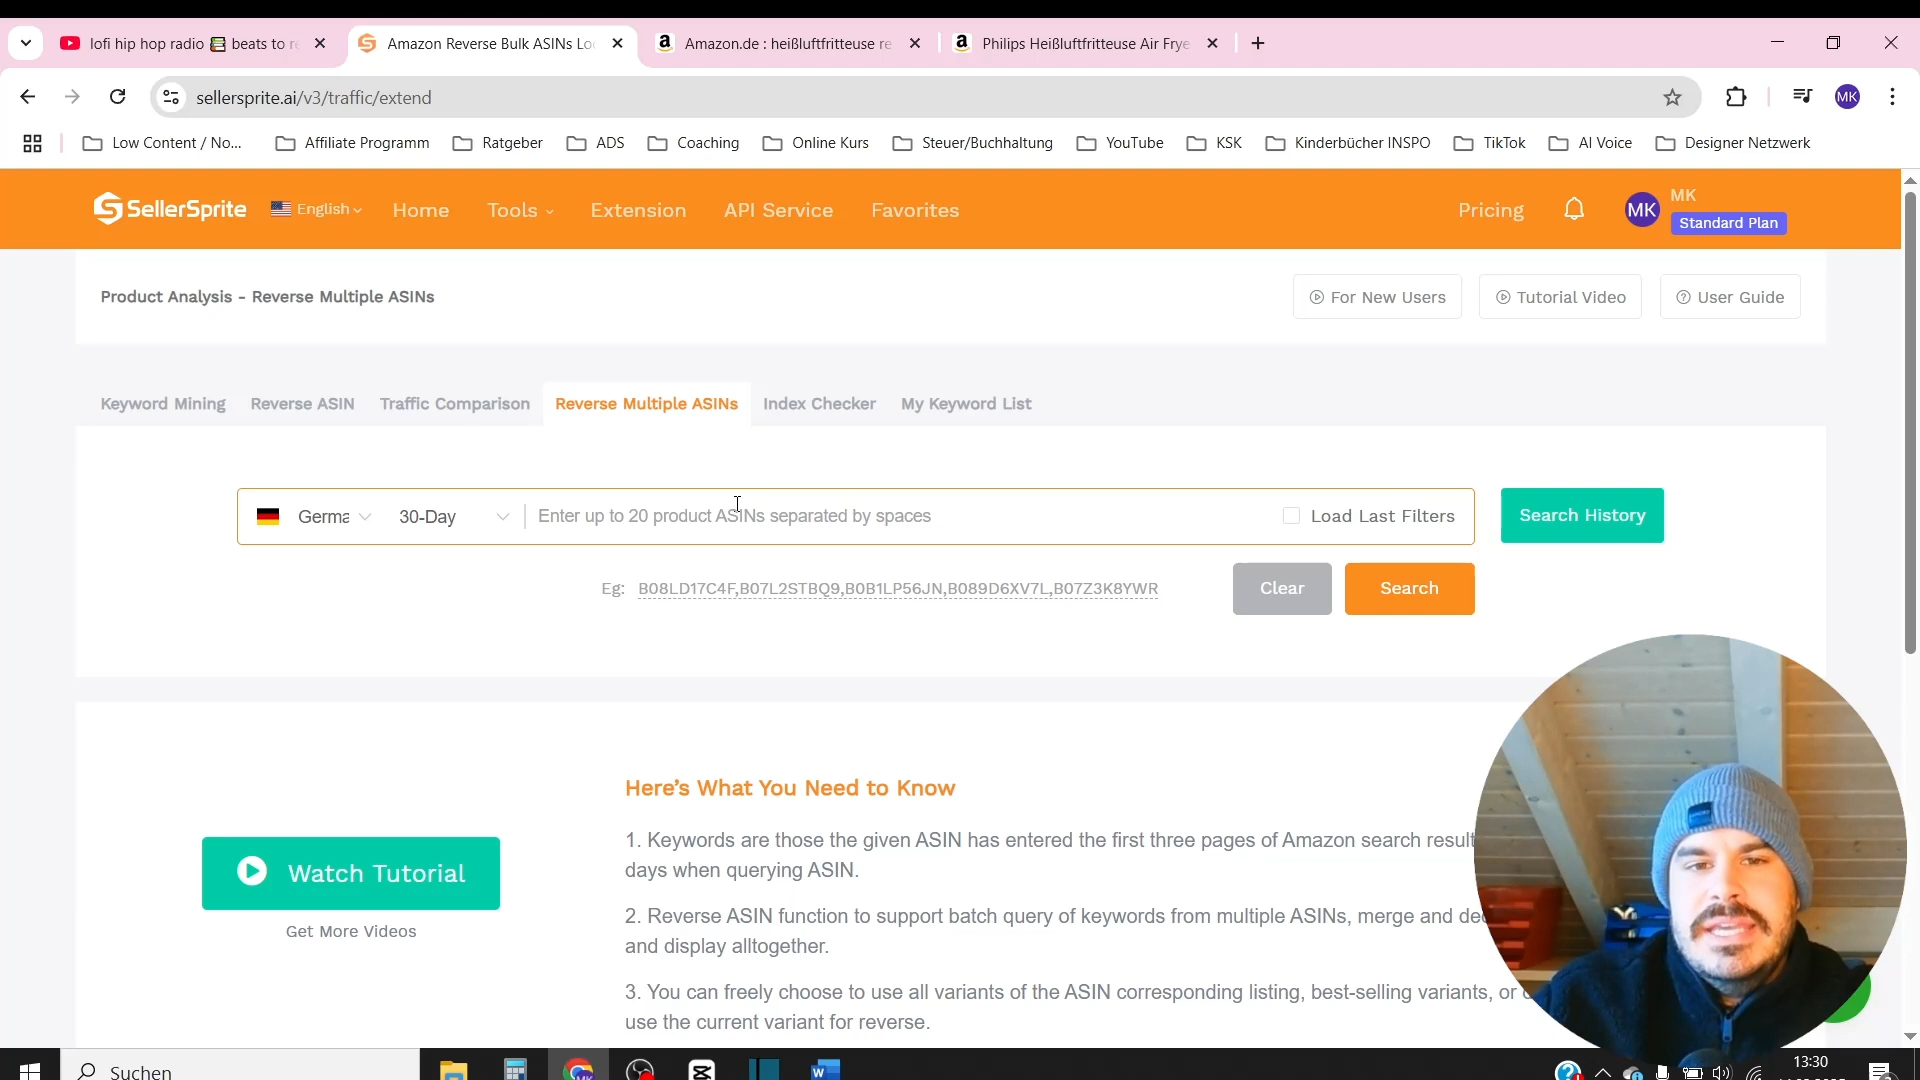 lofi hip hop radio 📚 beats to re
Amazon Reverse Bulk ASINs Loo
Amazon.de : heißluftfritteuse re
Philips Heißluftfritteuse Air Frye
sellersprite.ai/v3/traffic/extend
MK
Low Content / No...
Affiliate Programm
Ratgeber
ADS
Coaching
Online Kurs
Steuer/Buchhaltung
YouTube
KSK
Kinderbücher INSPO
TikTok
AI Voice
Designer Netzwerk
SellerSprite
English
Home
Tools
Extension
API Service
Favorites
Pricing
MK
MK
Standard Plan
Product Analysis - Reverse Multiple ASINs
For New Users
Tutorial Video
User Guide
Keyword Mining
Reverse ASIN
Traffic Comparison
Reverse Multiple ASINs
Index Checker
My Keyword List
Germa
30-Day
Enter up to 20 product ASINs separated by spaces
Load Last Filters
Search History
Eg: B08LD17C4F,B07L2STBQ9,B0B1LP56JN,B089D6XV7L,B07Z3K8YWR
Clear
Search
Here's What You Need to Know
1. Keywords are those the given ASIN has entered the first three pages of Amazon search result
days when querying ASIN.
2. Reverse ASIN function to support batch query of keywords from multiple ASINs, merge and de
and display alltogether.
3. You can freely choose to use all variants of the ASIN corresponding listing, best-selling variants, or
use the current variant for reverse.
Watch Tutorial
Get More Videos
Suchen
13:30